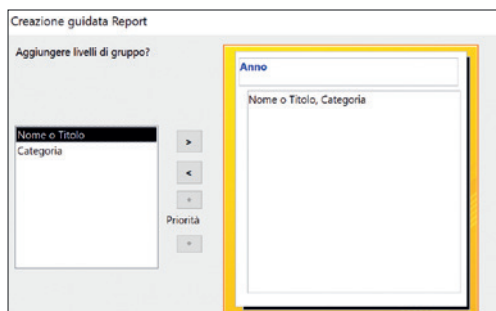 Creazione guidata Report
Aggiungere livelli di gruppo?
Nome o Titolo
Categoria
>
<
Priorità
Anno
Nome o Titolo, Categoria